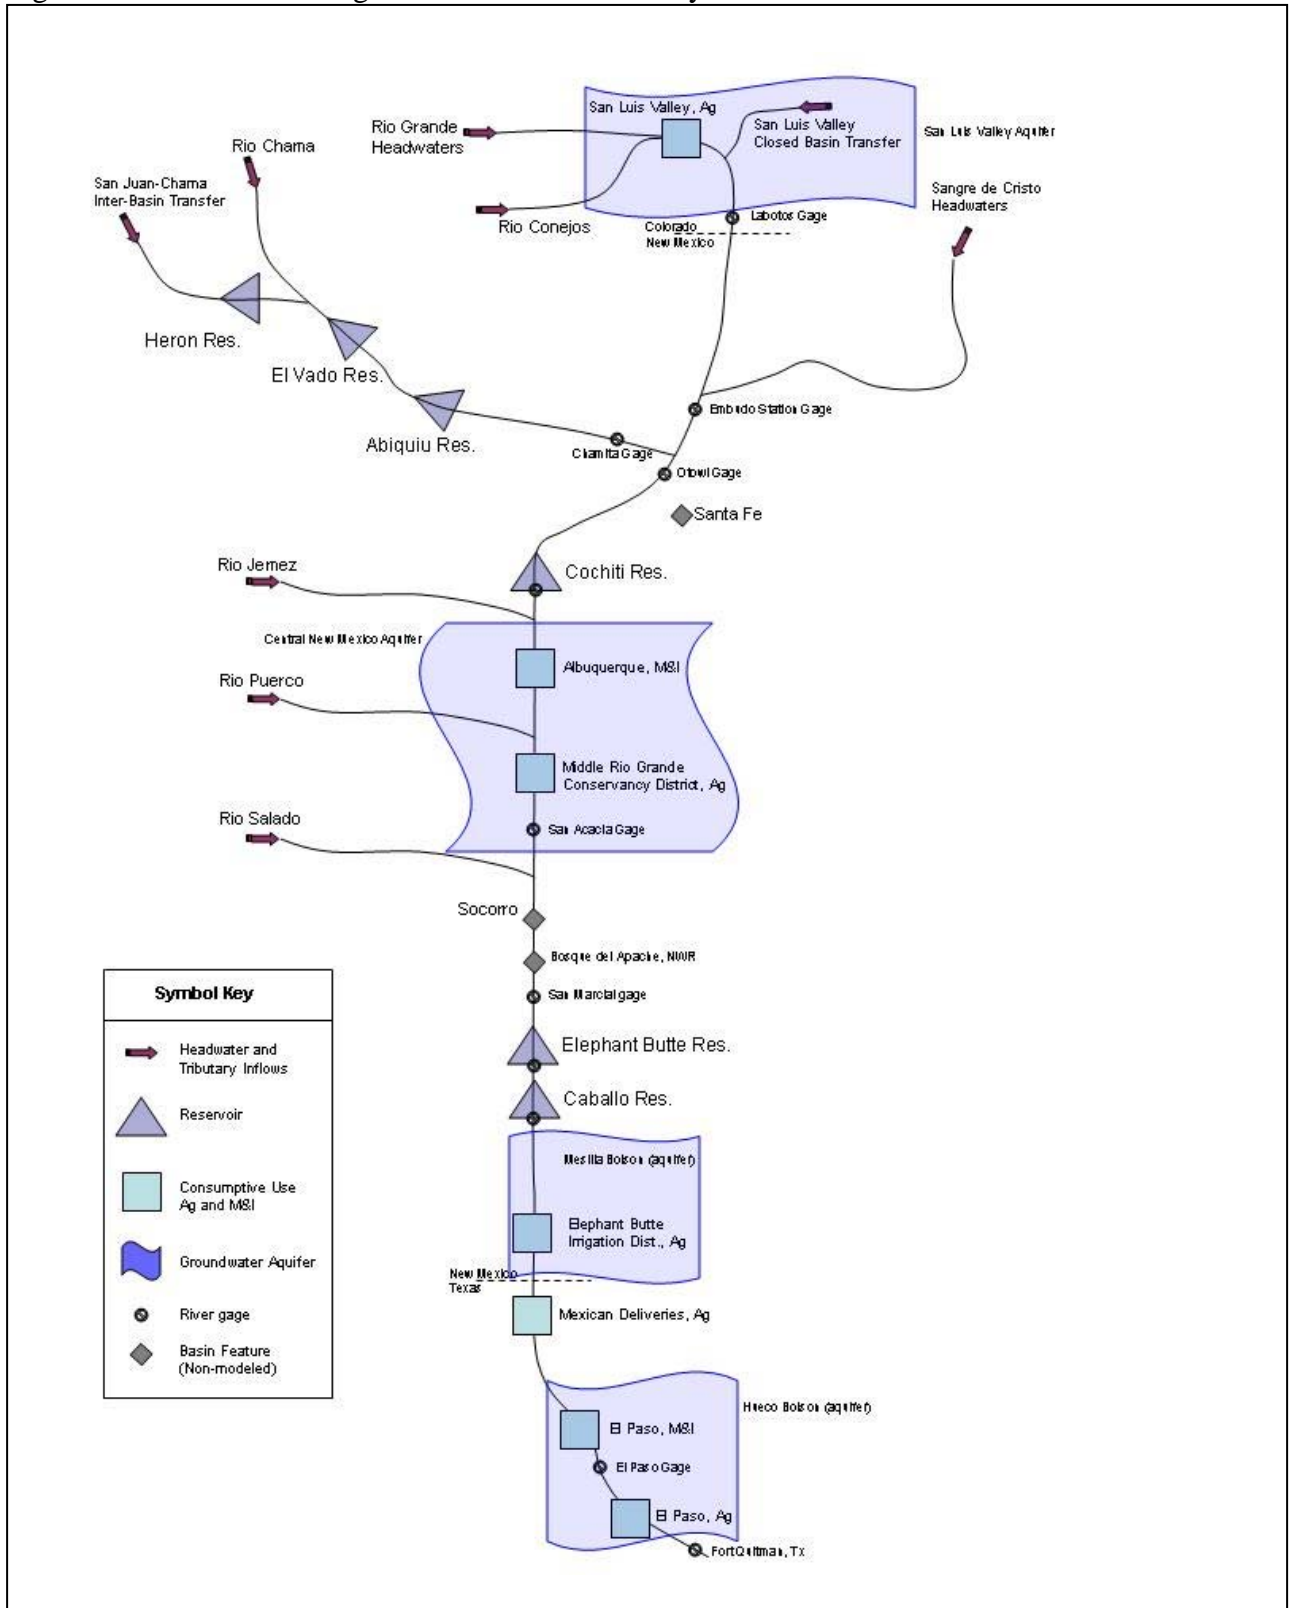 San Luis Valley, Ag
Rio Grande
Headwaters
San Luis Valley
Closed Basin Transfer
San Luis Valley Aquifer
Rio Chama
San Juan-Chama
Inter-Basin Transfer
Sangre de Cristo
Headwaters
Rio Conejos
Labotos Gage
Colorado
New Mexico
Heron Res.
El Vado Res.
Abiquiu Res.
Embudo Station Gage
Chamita Gage
Otowi Gage
Santa Fe
Rio Jemez
Cochiti Res.
Central New Mexico Aquifer
Albuquerque, M&I
Rio Puerco
Middle Rio Grande
Conservancy District, Ag
Rio Salado
San Acacia Gage
Socorro
Bosque del Apache, NWR
San Marcial gage
Elephant Butte Res.
Caballo Res.
Mesilla Bolson (aquifer)
Elephant Butte
Irrigation Dist., Ag
New Mexico
Texas
Mexican Deliveries, Ag
Hueco Bolson (aquifer)
El Paso, M&I
El Paso Gage
El Paso, Ag
Fort Quitman, Tx
Symbol Key
Headwater and
Tributary Inflows
Reservoir
Consumptive Use
Ag and M&I
Groundwater Aquifer
River gage
Basin Feature
(Non-modeled)